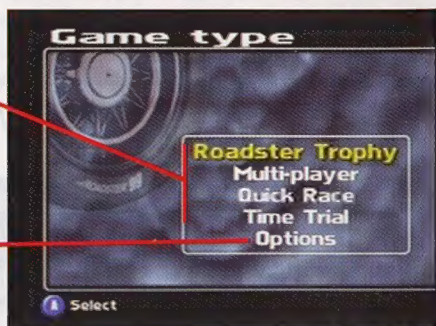 Game type
Roadster Trophy
Multi-player
Quick Race
Time Trial
Options
A Select